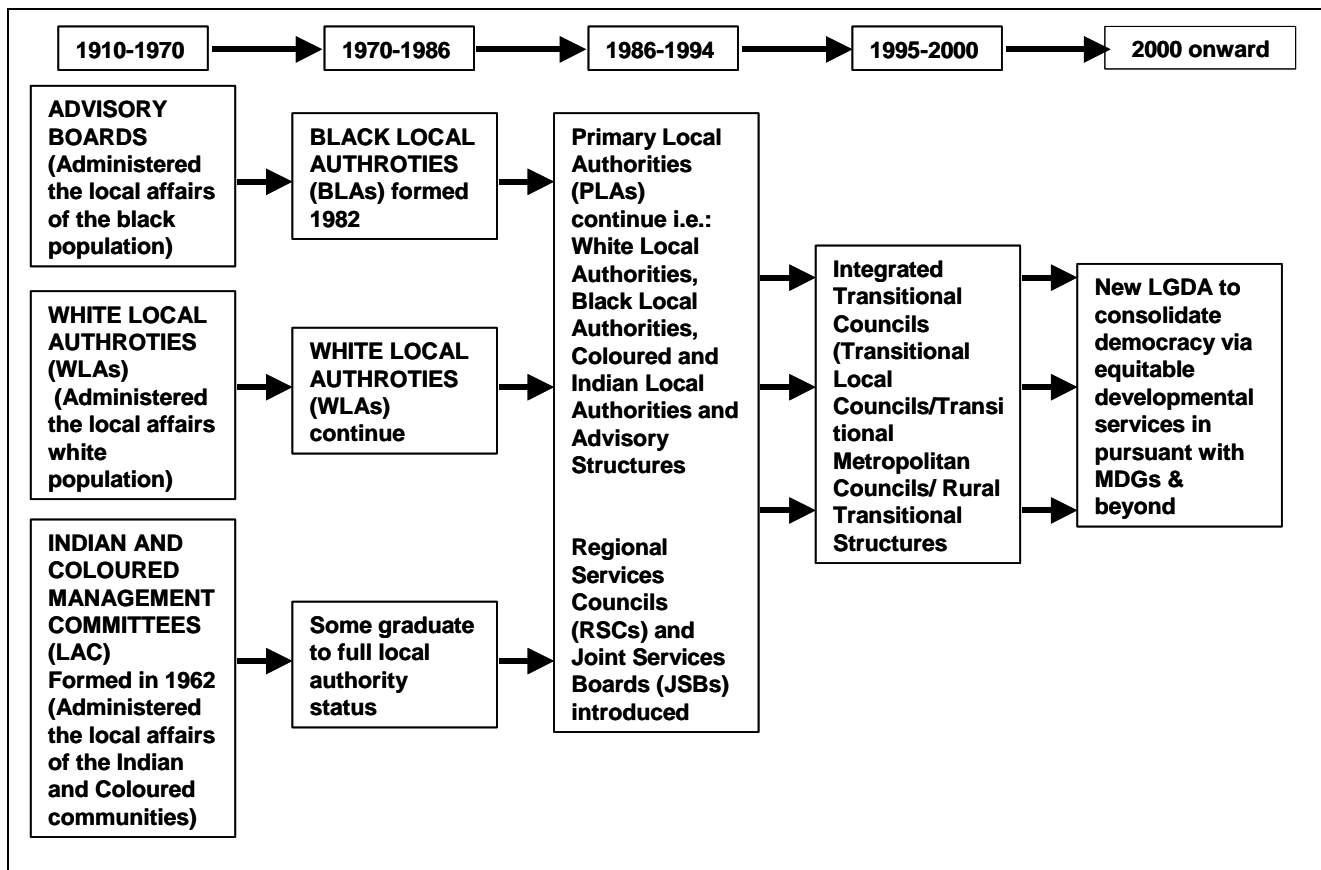 1910-1970
1970-1986
1986-1994
1995-2000
2000 onward
ADVISORY
BOARDS
(Administered
the local affairs
of the black
population)
BLACK LOCAL
AUTHROTIES
(BLAs) formed
1982
Primary Local
Authorities
(PLAs)
continue i.e.:
White Local
Authorities,
Black Local
Authorities,
Coloured and
Indian Local
Authorities and
Advisory
Structures
Regional
Services
Councils
(RSCs) and
Joint Services
Boards (JSBs)
introduced
Integrated
Transitional
Councils
(Transitional
Local
Councils/Transi
tional
Metropolitan
Councils/ Rural
Transitional
Structures
New LGDA to
consolidate
democracy via
equitable
developmental
services in
pursuant with
MDGs &
beyond
WHITE LOCAL
AUTHROTIES
(WLAs)
(Administered
the local affairs
white
population)
WHITE LOCAL
AUTHROTIES
(WLAs)
continue
INDIAN AND
COLOURED
MANAGEMENT
COMMITTEES
(LAC)
Formed in 1962
(Administered
the local affairs
of the Indian
and Coloured
communities)
Some graduate
to full local
authority
status